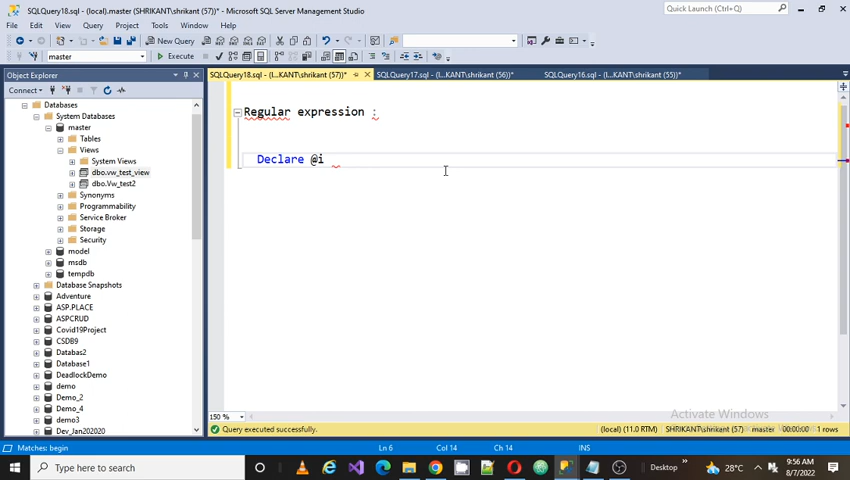 SQLQuery18.sql - (local).master (SHRIKANT\shrikant (57))* - Microsoft SQL Server Management Studio
Quick Launch (Ctrl+Q)
File Edit View Query Project Tools Window Help
New Query
master Execute
Object Explorer
SQLQuery18.sql - (l...KANT\shrikant (57))*
SQLQuery17.sql - (l...KANT\shrikant (56))*
SQLQuery16.sql - (l...KANT\shrikant (55))*
Connect
Databases
System Databases
master
Tables
Views
System Views
dbo.vw_test_view
dbo.Vw_test2
Synonyms
Programmability
Service Broker
Storage
Security
model
msdb
tempdb
Database Snapshots
Adventure
ASP.PLACE
ASPCRUD
Covid19Project
CSDB9
Databas2
Database1
DeadlockDemo
demo
Demo_2
Demo_4
demo3
Dev_Jan202020
Regular expression :
Declare @i
150 %
Activate Windows
Query executed successfully.
(local) (11.0 RTM) SHRIKANT\shrikant (57) master 00:00:00 1 rows
Matches: begin Ln 6 Col 14 Ch 14 INS
Type here to search
Desktop
28°C
9:56 AM
8/7/2022